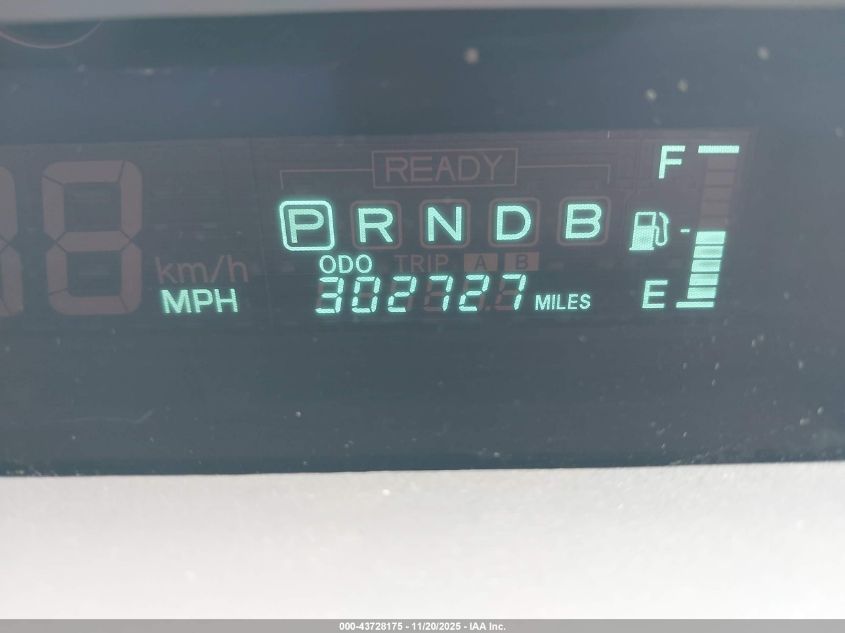 READY
F
P R N D B
km/h
ODO TRIP A B
MPH 302727 MILES E
000-43728175 - 11/20/2025 - IAA Inc.